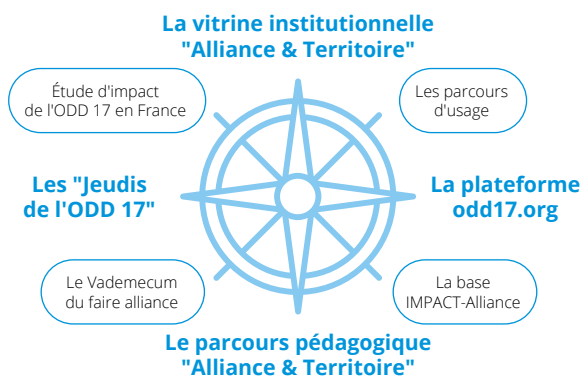 La vitrine institutionnelle
"Alliance & Territoire"
Étude d'impact
de l'ODD 17 en France
Les parcours
d'usage
Les "Jeudis
de l'ODD 17"
La plateforme
odd17.org
Le Vademecum
du faire alliance
La base
IMPACT-Alliance
Le parcours pédagogique
"Alliance & Territoire"